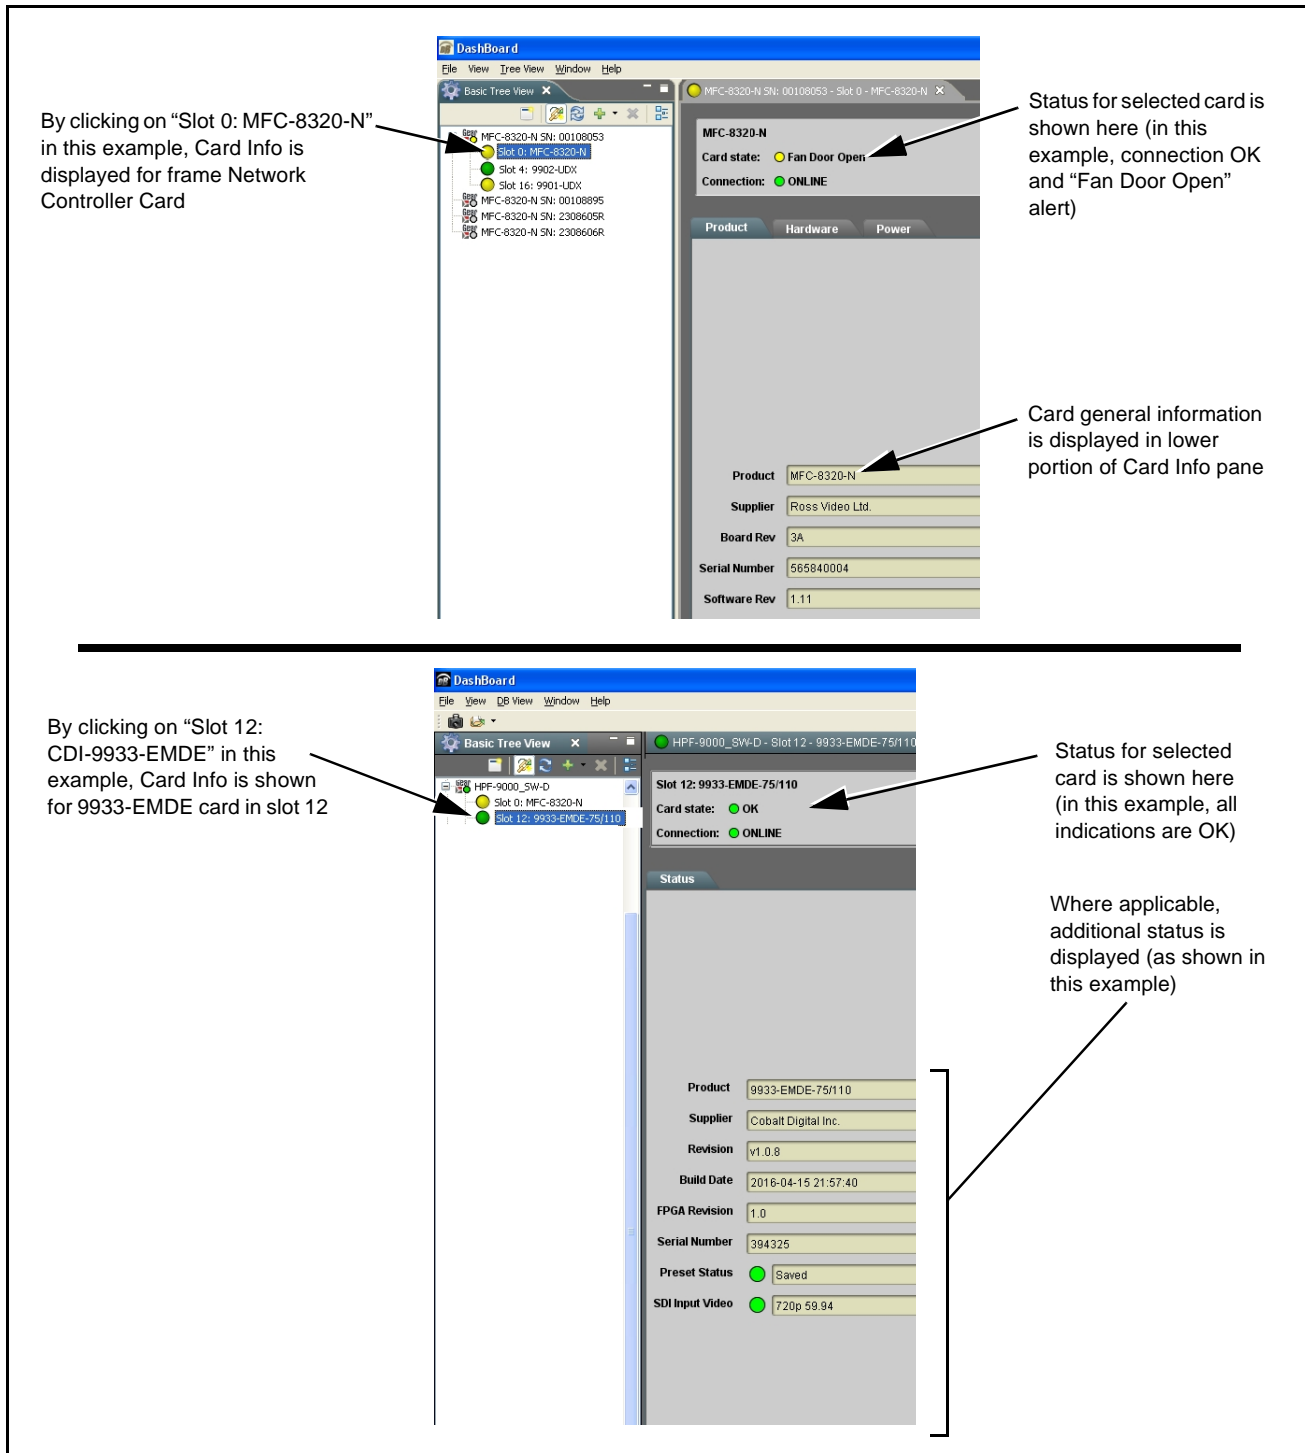 DashBoard
File View Tree View Window Help
Basic Tree View
MFC-8320-N SN: 00108053 - Slot 0 - MFC-8320-N
MFC-8320-N SN: 00108053
Slot 0: MFC-8320-N
Slot 4: 9902-UDX
Slot 16: 9901-UDX
MFC-8320-N SN: 00108895
MFC-8320-N SN: 2308605R
MFC-8320-N SN: 2308606R
By clicking on “Slot 0: MFC-8320-N”
in this example, Card Info is
displayed for frame Network
Controller Card
MFC-8320-N
Card state: Fan Door Open
Connection: ONLINE
Status for selected card is
shown here (in this
example, connection OK
and “Fan Door Open”
alert)
Product Hardware Power
Card general information
is displayed in lower
portion of Card Info pane
Product MFC-8320-N
Supplier Ross Video Ltd.
Board Rev 3A
Serial Number 565840004
Software Rev 1.11
DashBoard
File View DB View Window Help
Basic Tree View
HPF-9000_SW-D - Slot 12 - 9933-EMDE-75/110
HPF-9000_SW-D
Slot 0: MFC-8320-N
Slot 12: 9933-EMDE-75/110
By clicking on “Slot 12:
CDI-9933-EMDE” in this
example, Card Info is shown
for 9933-EMDE card in slot 12
Slot 12: 9933-EMDE-75/110
Card state: OK
Connection: ONLINE
Status for selected
card is shown here
(in this example, all
indications are OK)
Status
Where applicable,
additional status is
displayed (as shown in
this example)
Product 9933-EMDE-75/110
Supplier Cobalt Digital Inc.
Revision v1.0.8
Build Date 2016-04-15 21:57:40
FPGA Revision 1.0
Serial Number 394325
Preset Status Saved
SDI Input Video 720p 59.94